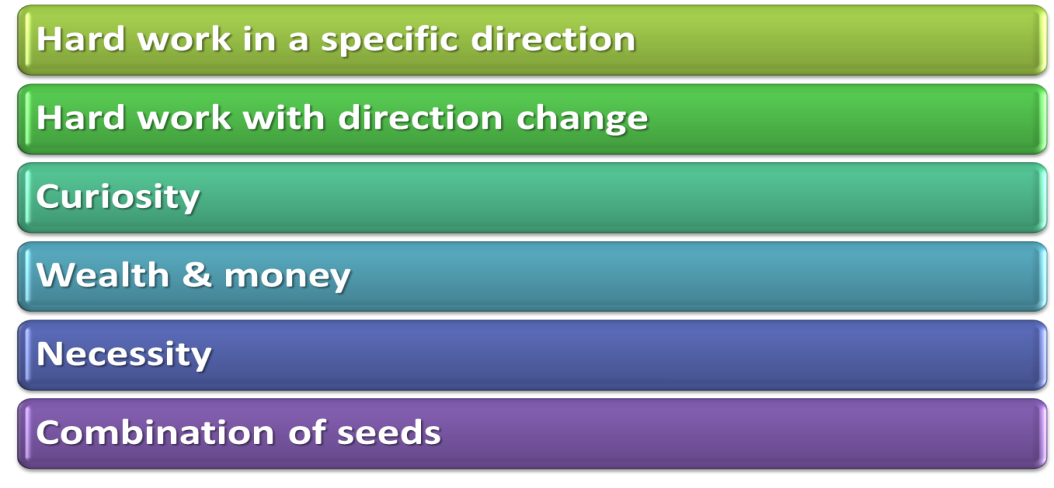 Hard work in a specific direction
Hard work with direction change
Curiosity
Wealth & money
Necessity
Combination of seeds